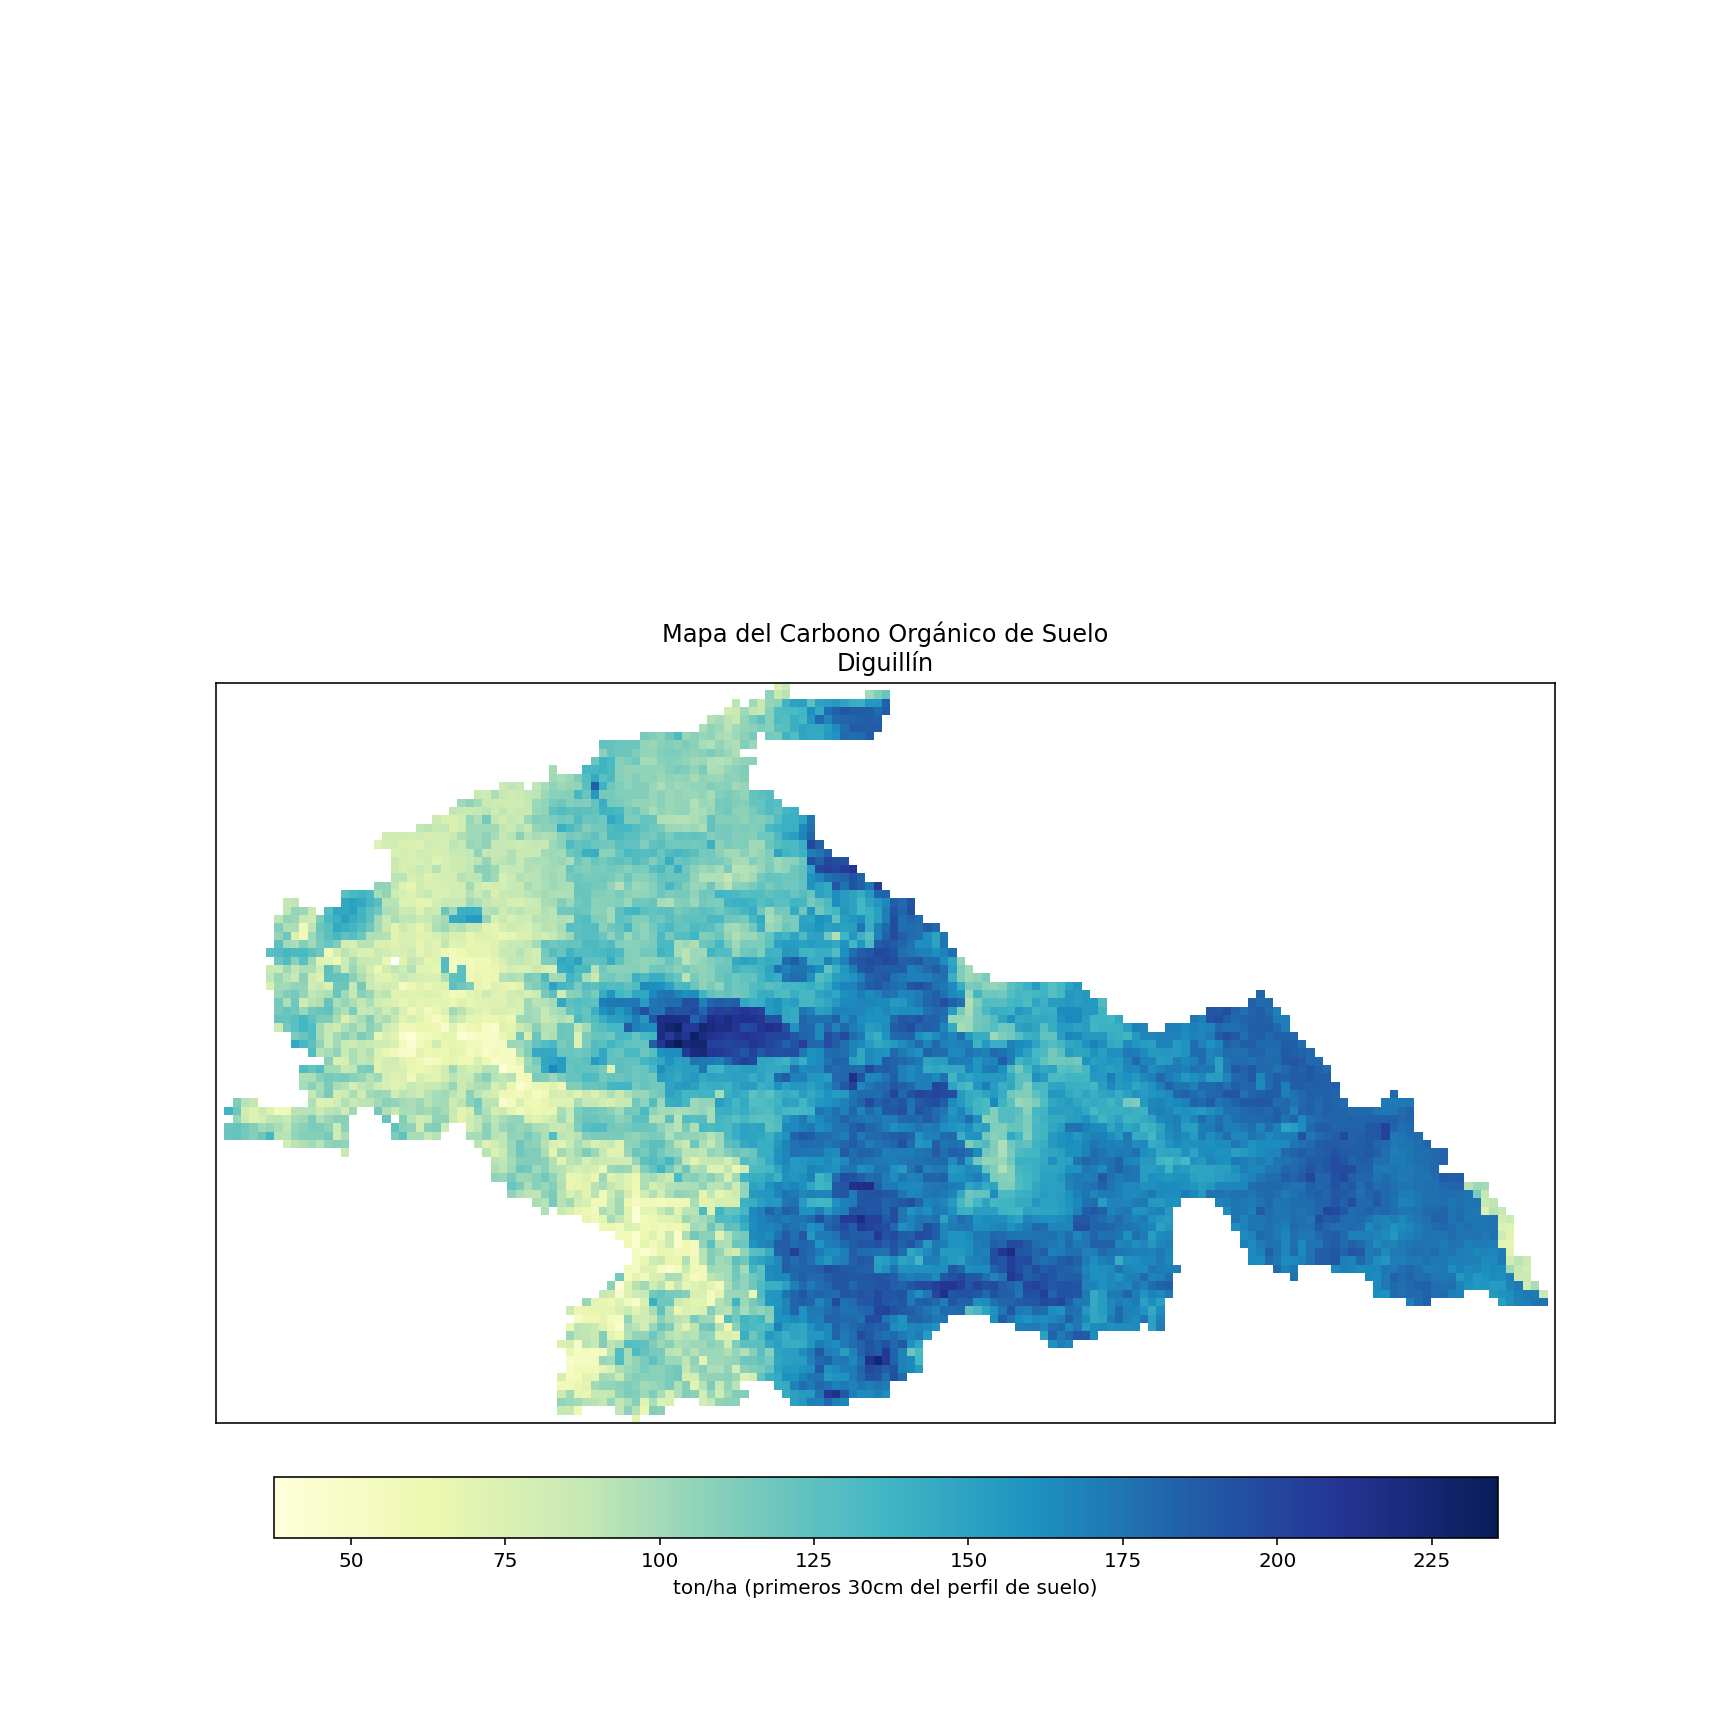 Mapa del Carbono Orgánico de Suelo
Diguillín
50 75 100 125 150 175 200 225
ton/ha (primeros 30cm del perfil de suelo)